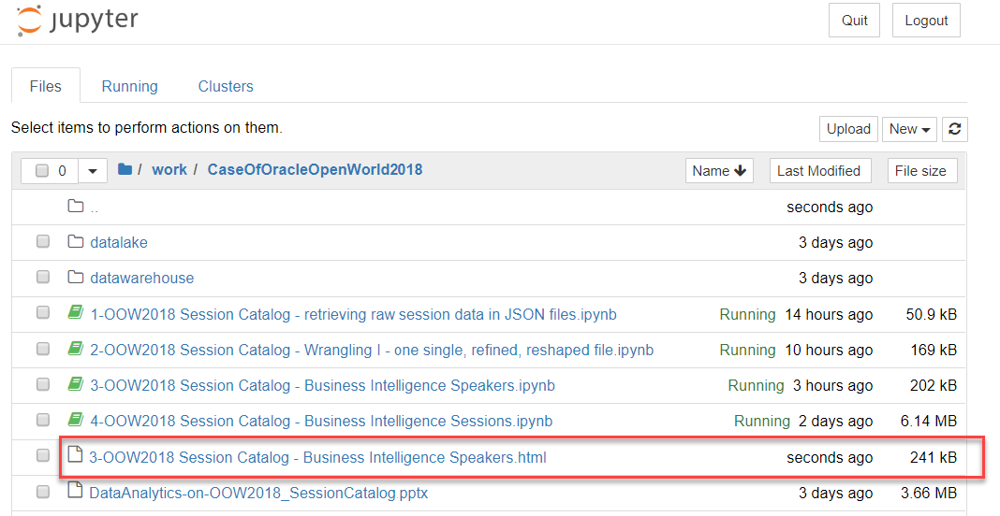 jupyter Quit Logout
Files Running Clusters
Select items to perform actions on them. Upload New
0 / work / CaseOfOracleOpenWorld2018 Name Last Modified File size
.. seconds ago
datalake 3 days ago
datawarehouse 3 days ago
1-OOW2018 Session Catalog - retrieving raw session data in JSON files.ipynb Running 14 hours ago 50.9 kB
2-OOW2018 Session Catalog - Wrangling I - one single, refined, reshaped file.ipynb Running 10 hours ago 169 kB
3-OOW2018 Session Catalog - Business Intelligence Speakers.ipynb Running 3 hours ago 202 kB
4-OOW2018 Session Catalog - Business Intelligence Sessions.ipynb Running 2 days ago 6.14 MB
3-OOW2018 Session Catalog - Business Intelligence Speakers.html seconds ago 241 kB
DataAnalytics-on-OOW2018_SessionCatalog.pptx 3 days ago 3.66 MB